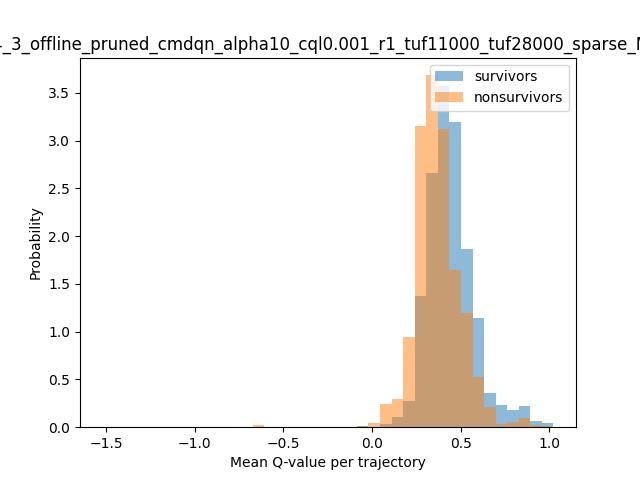 _3_offline_pruned_cmdqn_alpha10_cql0.001_r1_tuf11000_tuf28000_sparse_
survivors
nonsurvivors
3.5
3.0
2.5
2.0
1.5
1.0
0.5
0.0
Probability
−1.5
−1.0
−0.5
0.0
0.5
1.0
Mean Q-value per trajectory